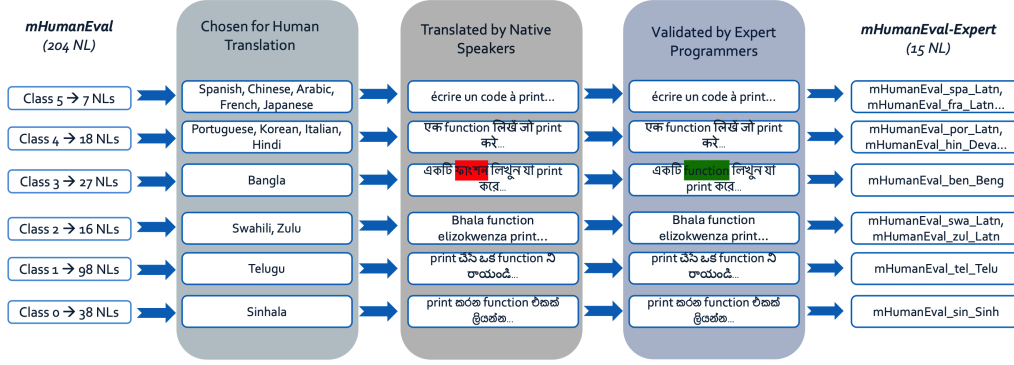 mHumanEval
(204 NL)
Chosen for Human
Translation
Translated by Native
Speakers
Validated by Expert
Programmers
mHumanEval-Expert
(15 NL)
Class 5 → 7 NLs
Spanish, Chinese, Arabic,
French, Japanese
écrire un code à print...
écrire un code à print...
mHumanEval_spa_Latn,
mHumanEval_fra_Latn...
Class 4 → 18 NLs
Portuguese, Korean, Italian,
Hindi
एक function लिखें जो print
करे...
एक function लिखें जो print
करे...
mHumanEval_por_Latn,
mHumanEval_hin_Deva...
Class 3 → 27 NLs
Bangla
একটি ফাংশন লিখুন যা print
করে...
একটি function লিখুন যা
print করে...
mHumanEval_ben_Beng
Class 2 → 16 NLs
Swahili, Zulu
Bhala function
elizokwenza print...
Bhala function
elizokwenza print...
mHumanEval_swa_Latn,
mHumanEval_zul_Latn
Class 1 → 98 NLs
Telugu
print చేసే ఒక function ని
రాయండి...
print చేసే ఒక function ని
రాయండి...
mHumanEval_tel_Telu
Class 0 → 38 NLs
Sinhala
print කරන function එකක්
ලියන්න...
print කරන function එකක්
ලියන්න...
mHumanEval_sin_Sinh